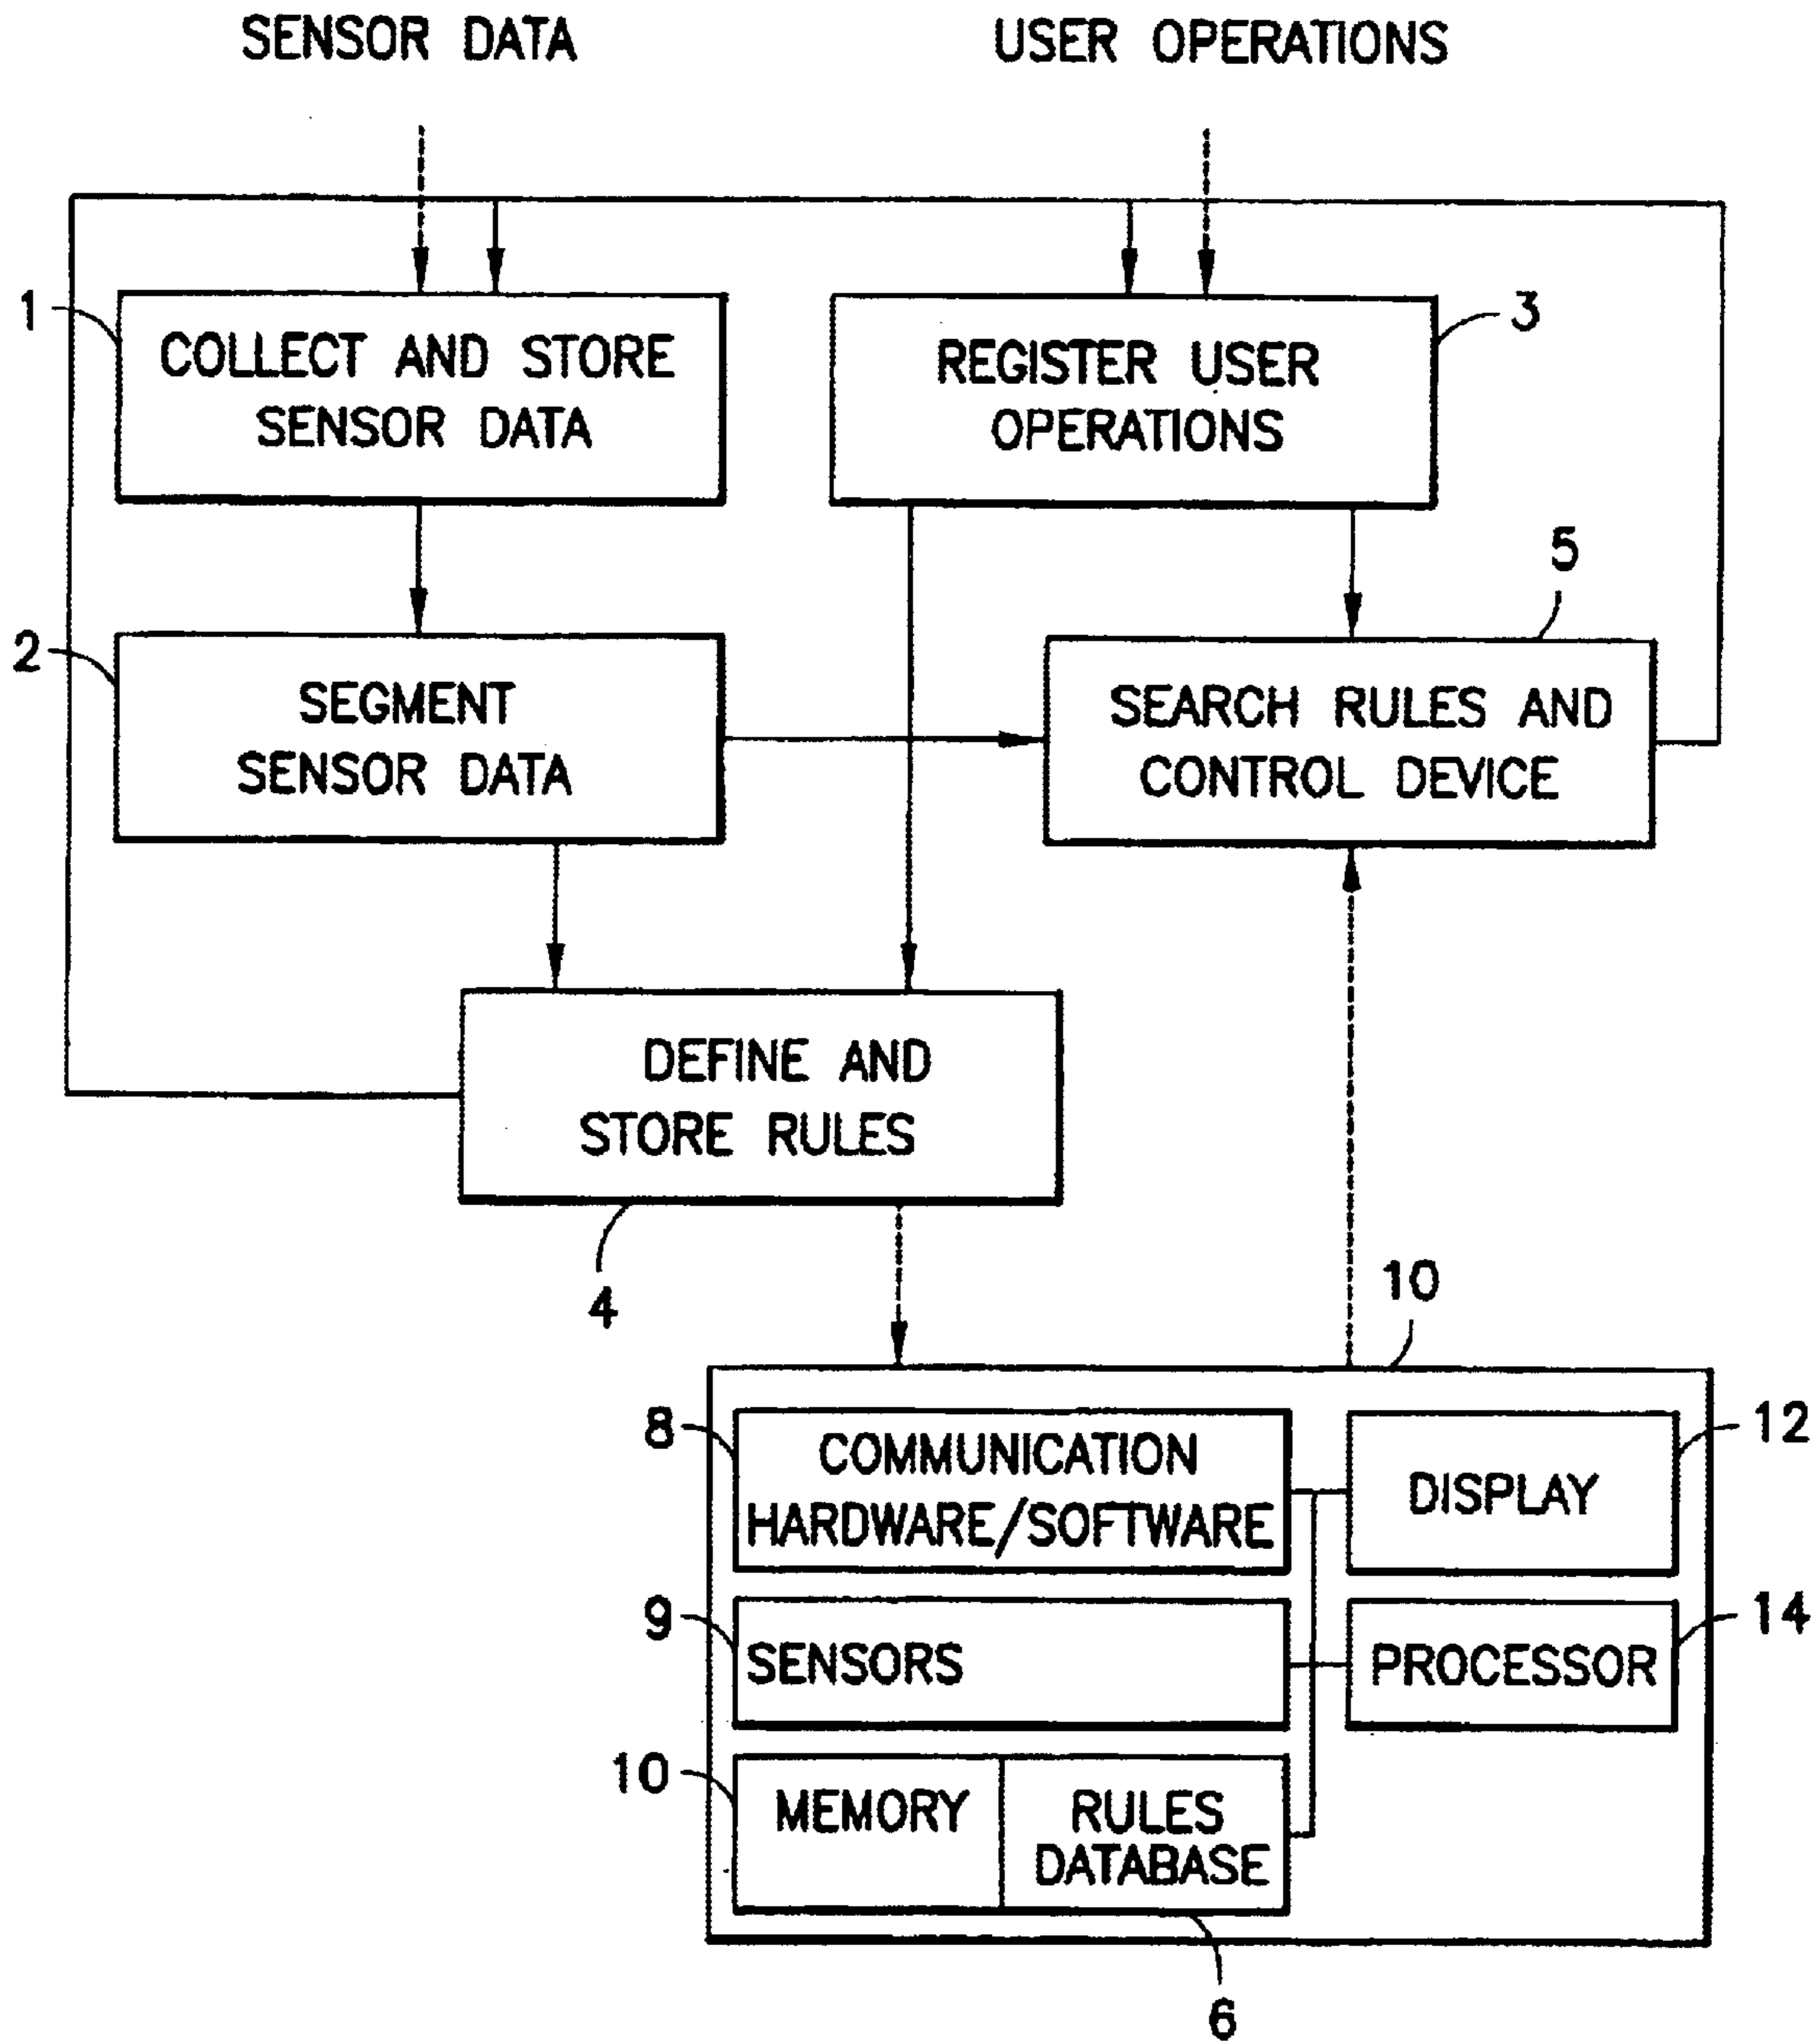 SENSOR DATA
USER OPERATIONS
1
COLLECT AND STORE
SENSOR DATA
3
REGISTER USER
OPERATIONS
2
SEGMENT
SENSOR DATA
5
SEARCH RULES AND
CONTROL DEVICE
DEFINE AND
STORE RULES
4
10
8
COMMUNICATION
HARDWARE/SOFTWARE
12
DISPLAY
9
SENSORS
14
PROCESSOR
10
MEMORY
RULES
DATABASE
6